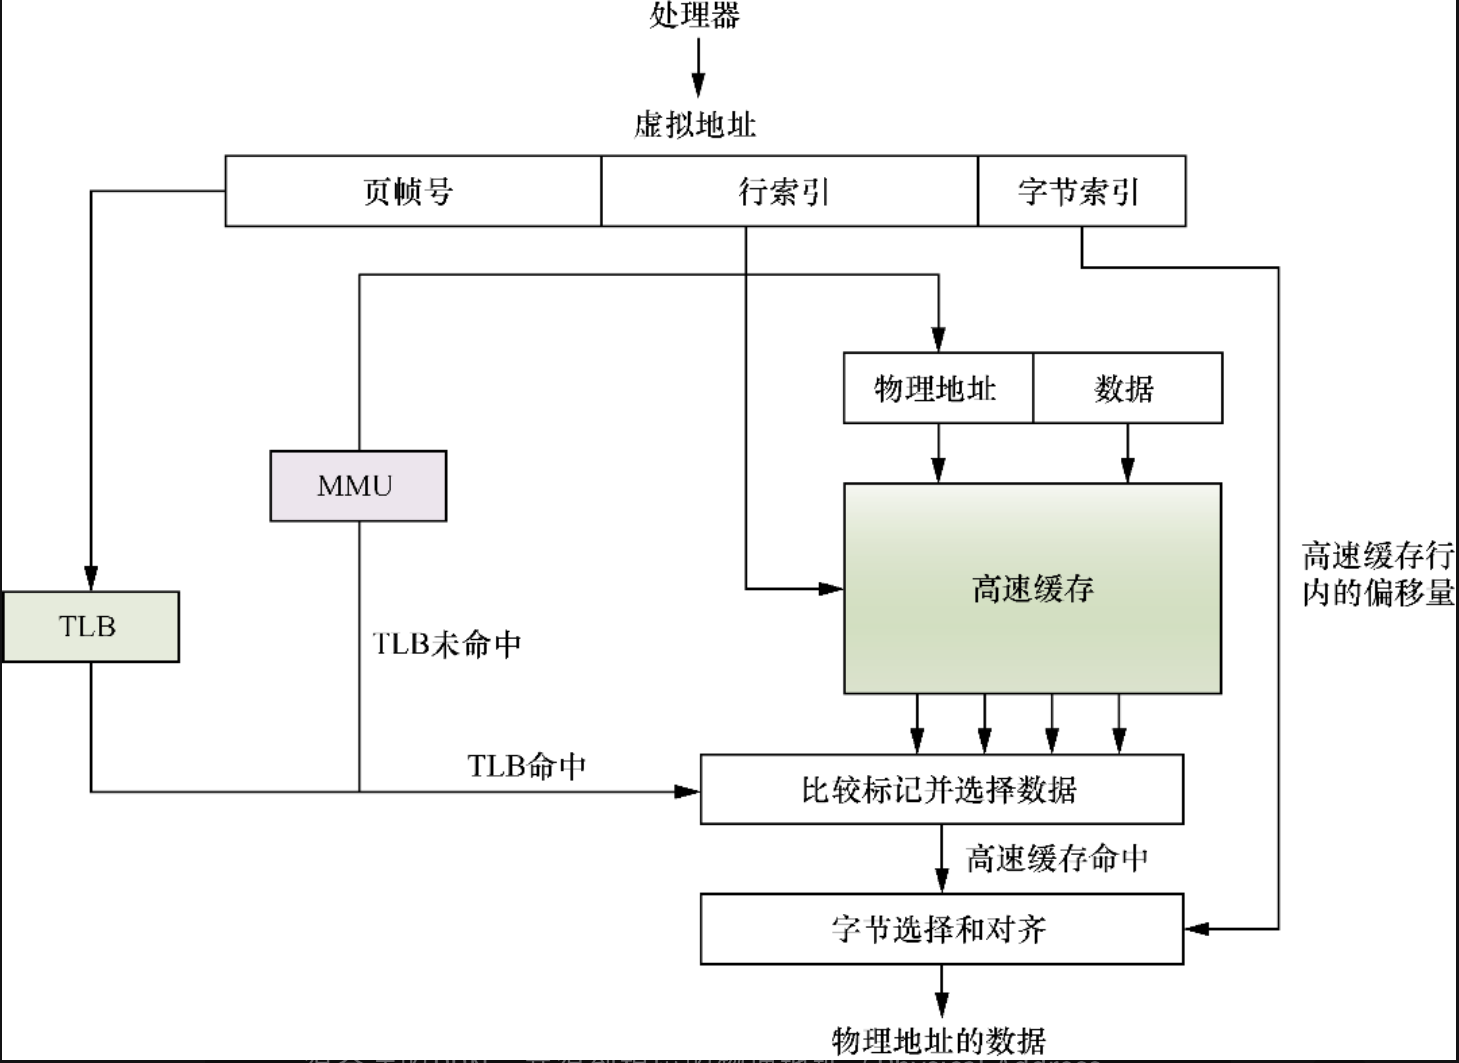 处理器
虚拟地址
页帧号
行索引
字节索引
物理地址
数据
MMU
高速缓存
高速缓存行
内的偏移量
TLB
TLB未命中
TLB命中
比较标记并选择数据
高速缓存命中
字节选择和对齐
物理地址的数据